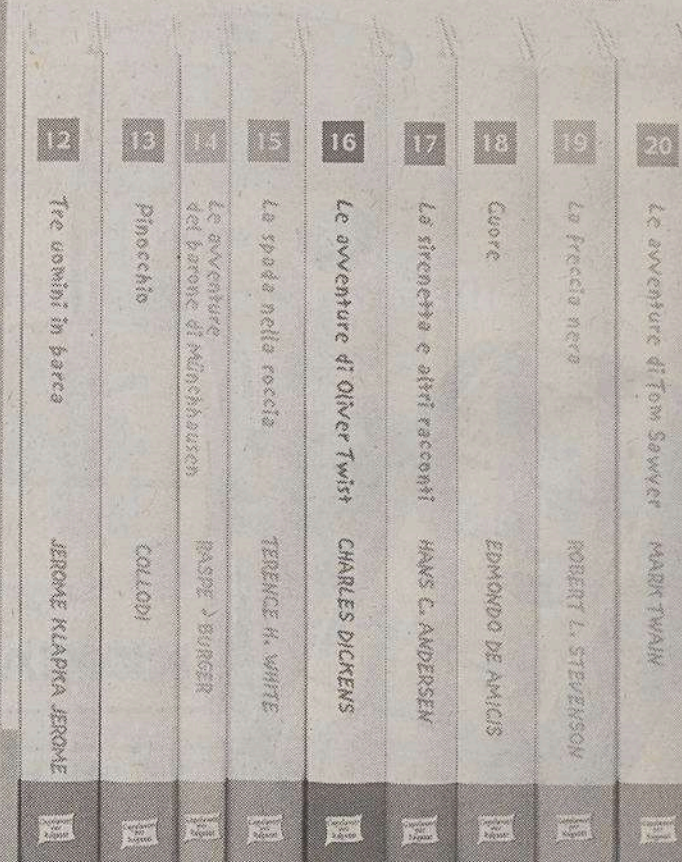 12
Tre uomini in barca
JEROME KLAPKA JEROME
13
Pinocchio
COLLODI
14
Le avventure
del barone di Münchhausen
RASPE / BURGER
15
La spada nella roccia
TERENCE H. WHITE
16
Le avventure di Oliver Twist
CHARLES DICKENS
17
La sirenetta e altri racconti
HANS C. ANDERSEN
18
Cuore
EDMONDO DE AMICIS
19
La freccia nera
ROBERT L. STEVENSON
20
Le avventure di Tom Sawyer
MARK TWAIN